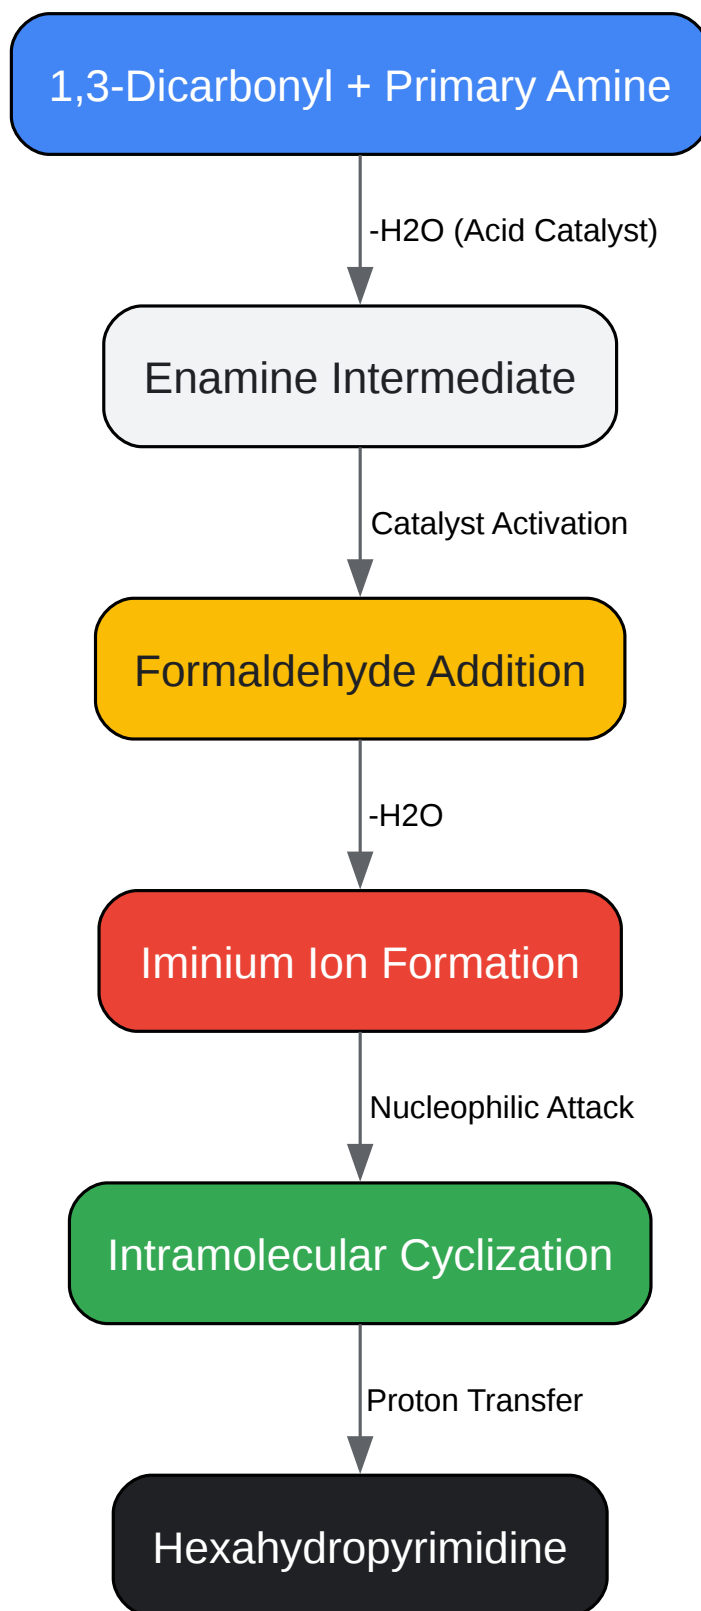 1,3-Dicarbonyl + Primary Amine
-H2O (Acid Catalyst)
Enamine Intermediate
Catalyst Activation
Formaldehyde Addition
-H2O
Iminium Ion Formation
Nucleophilic Attack
Intramolecular Cyclization
Proton Transfer
Hexahydropyrimidine